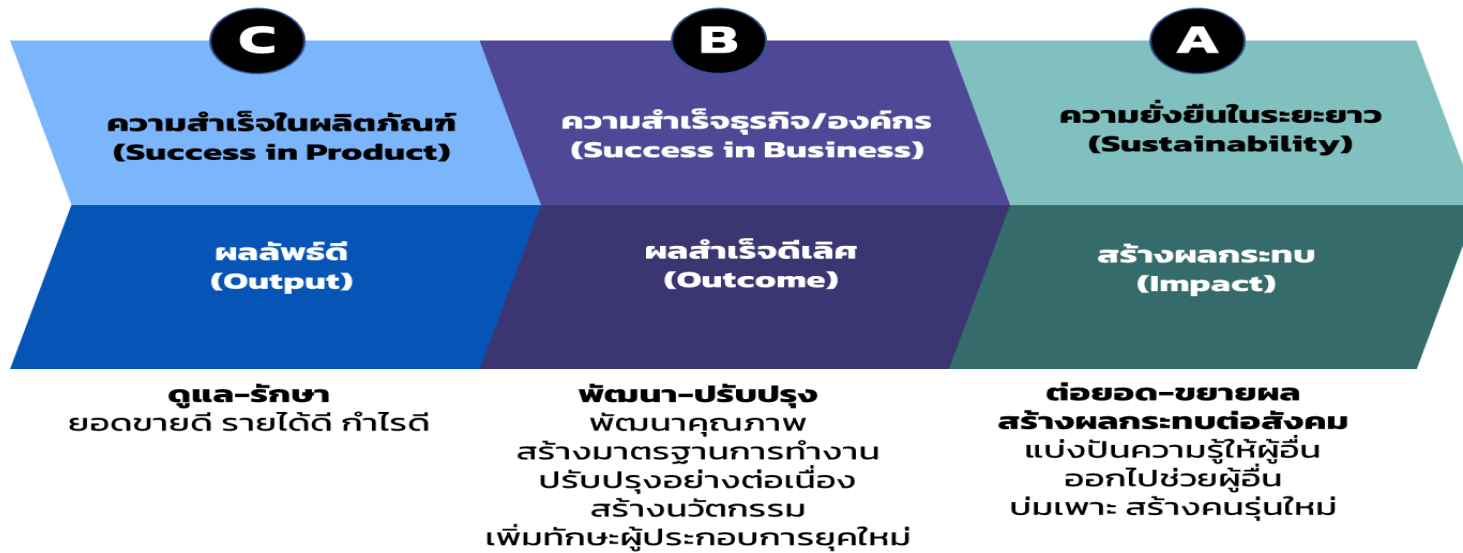 C
ความสำเร็จในผลิตภัณฑ์
(Success in Product)
ผลลัพธ์ดี
(Output)
ดูแล-รักษา
ยอดขายดี รายได้ดี กำไรดี
B
ความสำเร็จธุรกิจ/องค์กร
(Success in Business)
ผลสำเร็จดีเลิศ
(Outcome)
พัฒนา-ปรับปรุง
พัฒนาคุณภาพ
สร้างมาตรฐานการทำงาน
ปรับปรุงอย่างต่อเนื่อง
สร้างนวัตกรรม
เพิ่มทักษะผู้ประกอบการยุคใหม่
A
ความยั่งยืนในระยะยาว
(Sustainability)
สร้างผลกระทบ
(Impact)
ต่อยอด-ขยายผล
สร้างผลกระทบต่อสังคม
แบ่งปันความรู้ให้ผู้อื่น
ออกไปช่วยผู้อื่น
บ่มเพาะ สร้างคนรุ่นใหม่